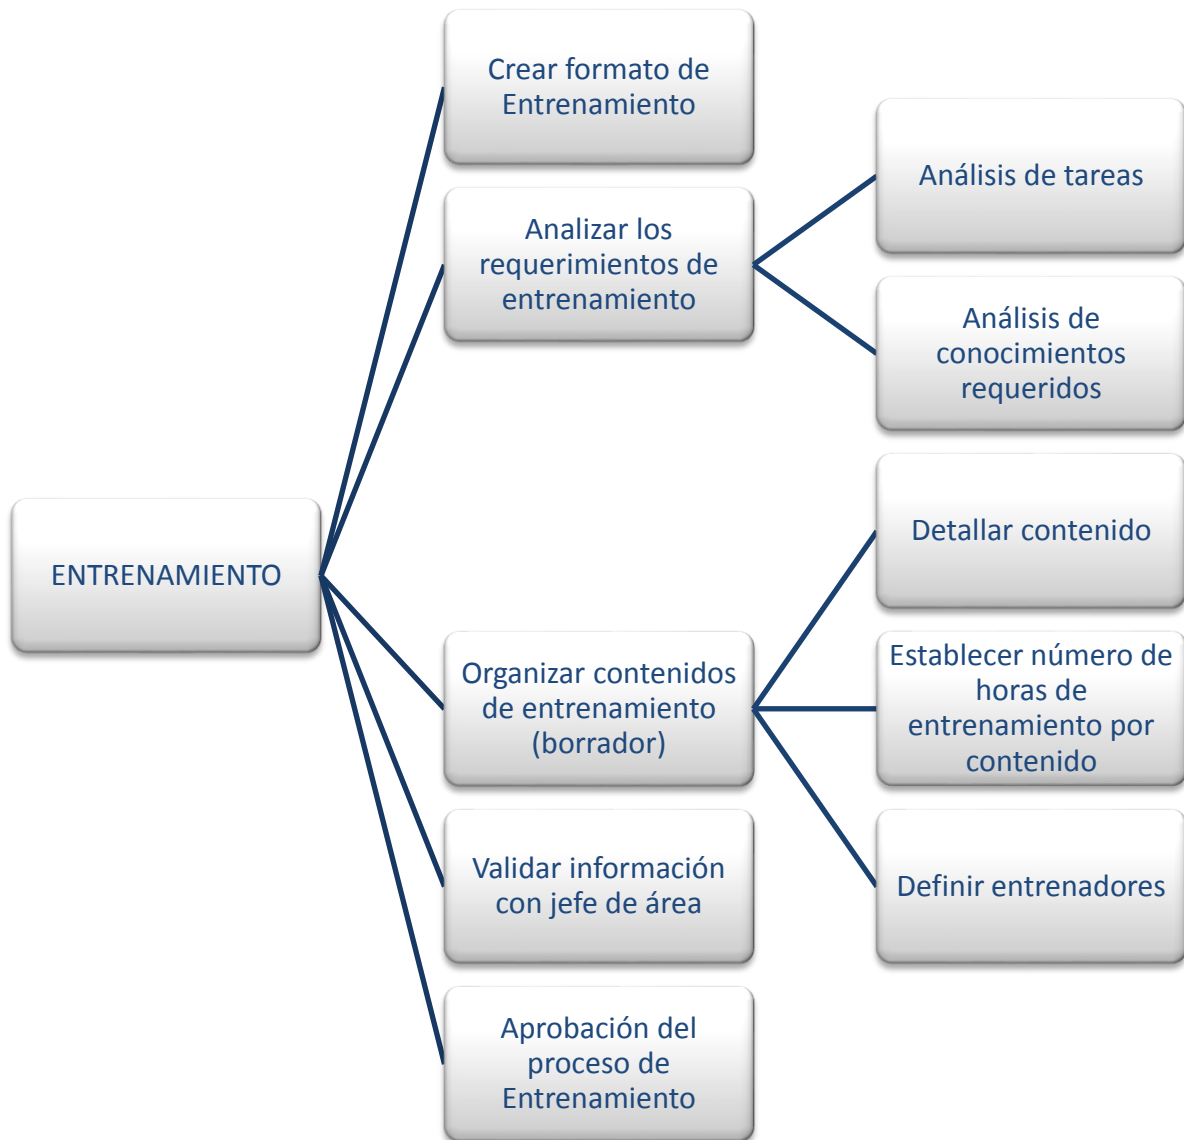 ENTRENAMIENTO
Crear formato de
Entrenamiento
Analizar los
requerimientos de
entrenamiento
Análisis de tareas
Análisis de
conocimientos
requeridos
Organizar contenidos
de entrenamiento
(borrador)
Detallar contenido
Establecer número de
horas de
entrenamiento por
contenido
Definir entrenadores
Validar información
con jefe de área
Aprobación del
proceso de
Entrenamiento